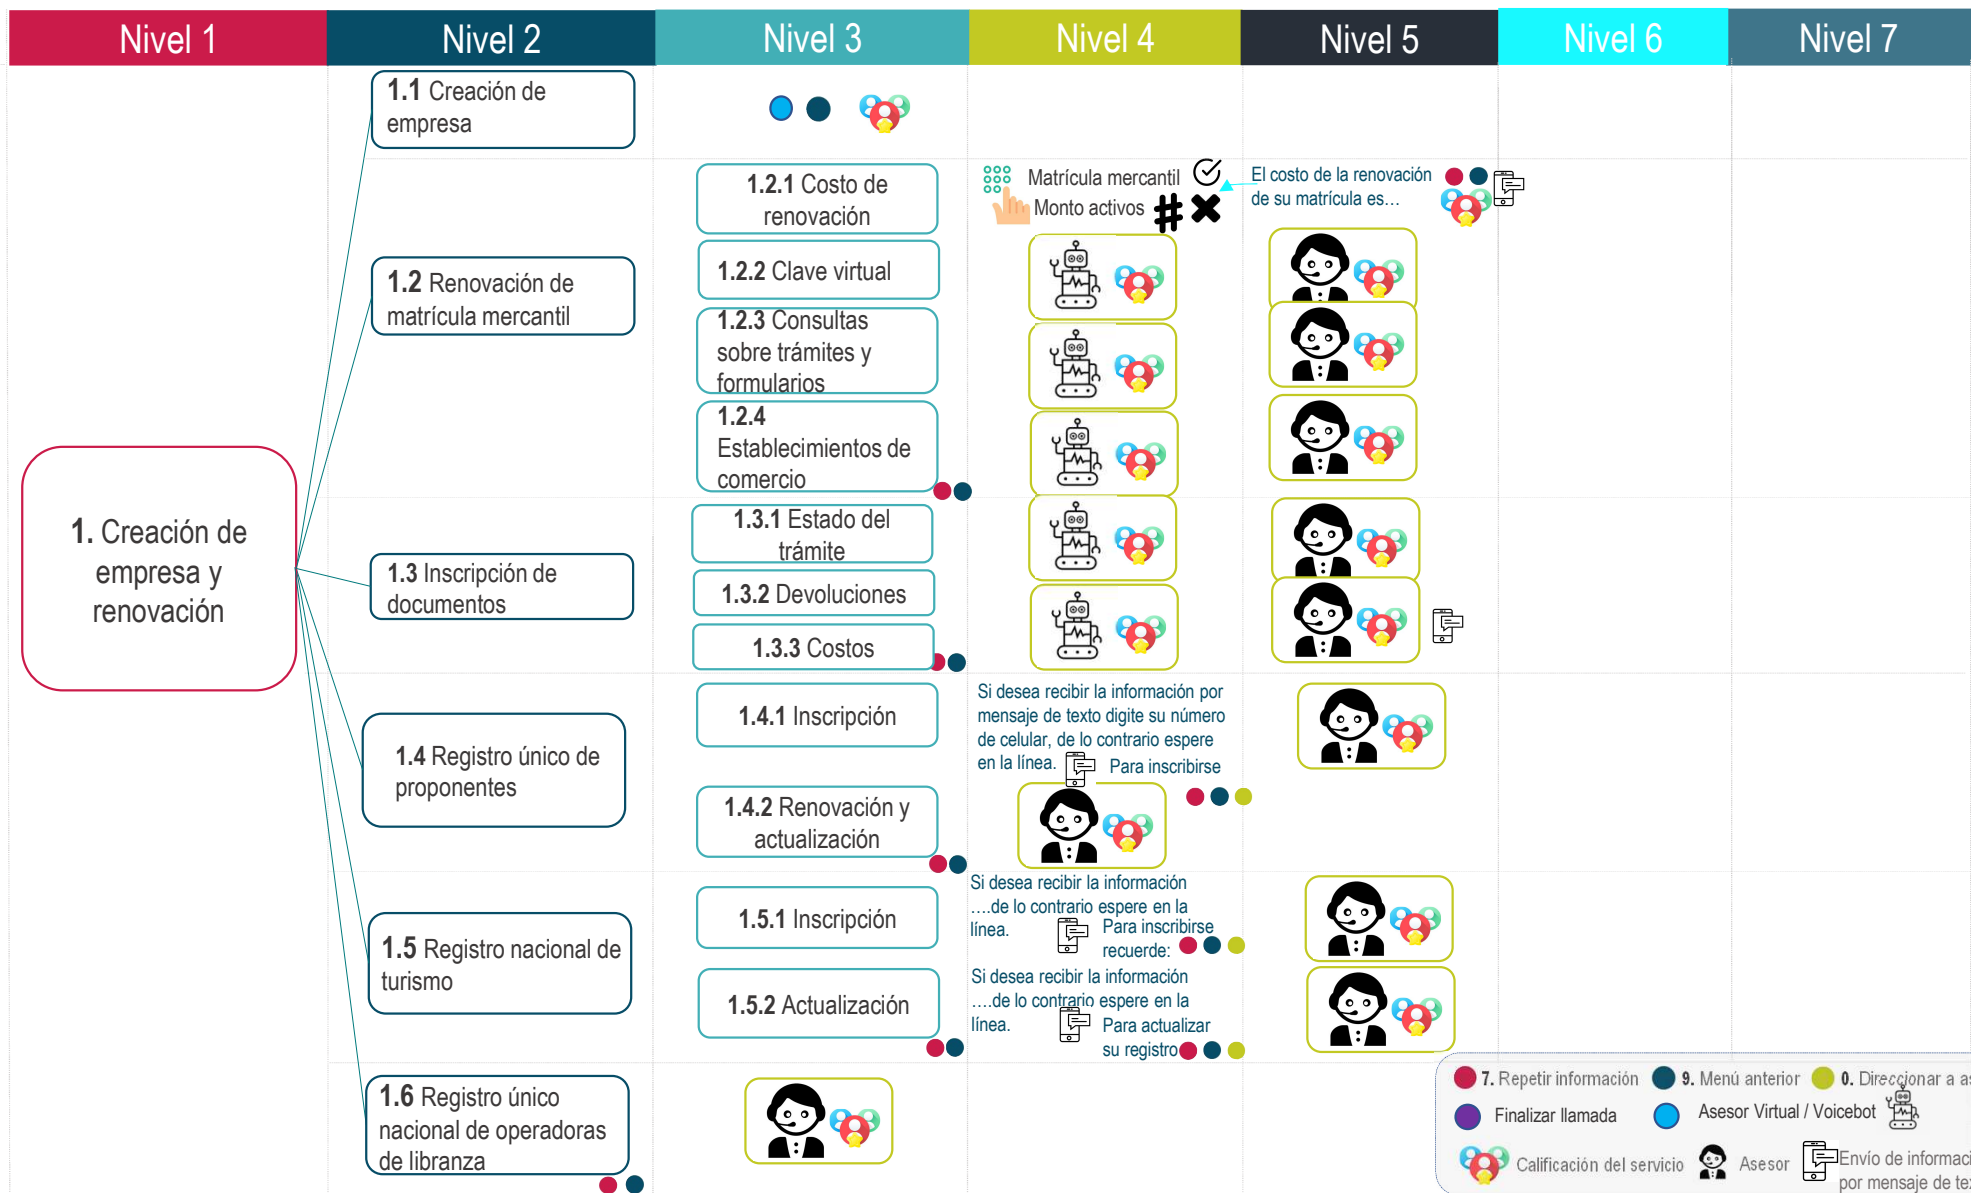 Nivel 1
Nivel 2
Nivel 3
Nivel 4
Nivel 5
Nivel 6
Nivel 7
1. Creación de
empresa y
renovación
1.1 Creación de
empresa
1.2 Renovación de
matrícula mercantil
1.2.1 Costo de
renovación
Matrícula mercantil
Monto activos #
El costo de la renovación
de su matrícula es…
1.2.2 Clave virtual
1.2.3 Consultas
sobre trámites y
formularios
1.2.4
Establecimientos de
comercio
1.3 Inscripción de
documentos
1.3.1 Estado del
trámite
1.3.2 Devoluciones
1.3.3 Costos
1.4 Registro único de
proponentes
1.4.1 Inscripción
Si desea recibir la información por
mensaje de texto digite su número
de celular, de lo contrario espere
en la línea.
Para inscribirse
1.4.2 Renovación y
actualización
1.5 Registro nacional de
turismo
1.5.1 Inscripción
Si desea recibir la información
….de lo contrario espere en la
línea.
Para inscribirse
recuerde:
1.5.2 Actualización
Si desea recibir la información
….de lo contrario espere en la
línea.
Para actualizar
su registro
1.6 Registro único
nacional de operadoras
de libranza
7. Repetir información
9. Menú anterior
0. Direccionar a as
Finalizar llamada
Asesor Virtual / Voicebot
Calificación del servicio
Asesor
Envío de informaci
por mensaje de tex